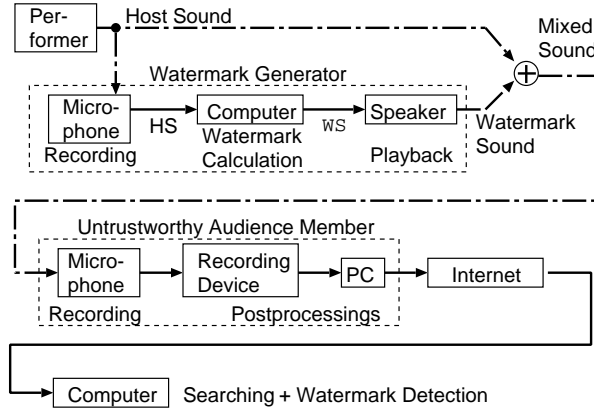 Per-
former
Host Sound
Mixed
Sound
+
Watermark Generator
Micro-
phone
HS
Computer
WS
Speaker
Recording
Watermark
Calculation
Playback
Watermark
Sound
Untrustworthy Audience Member
Micro-
phone
Recording
Device
PC
Internet
Recording
Postprocessings
Computer
Searching + Watermark Detection